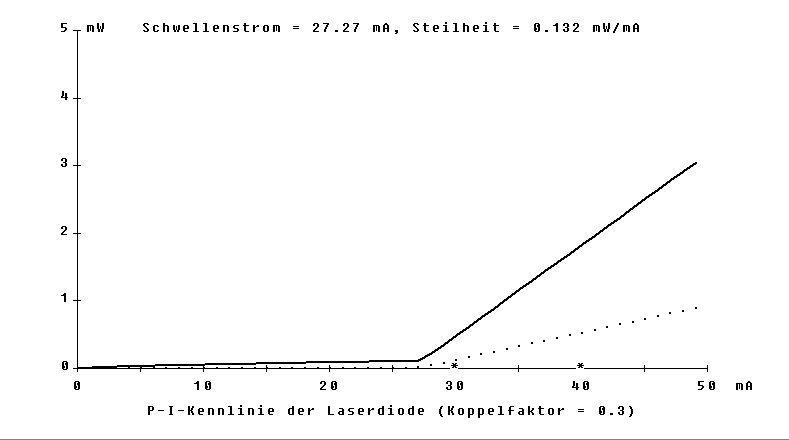 5 mW Schwellenstrom = 27.27 mA, Steilheit = 0.132 mW/mA
4
3
2
1
0
0 10 20 30 40 50 mA
P-I-Kennlinie der Laserdiode (Koppelfaktor = 0.3)